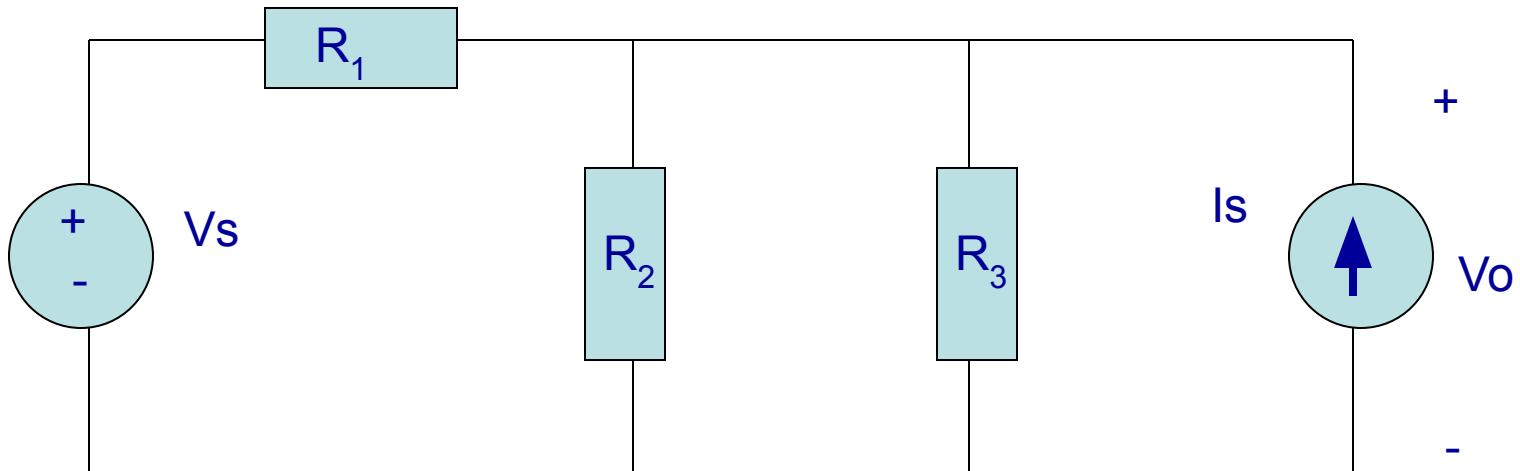 R1
+
-
Vs
R2
R3
Is
+
Vo
-